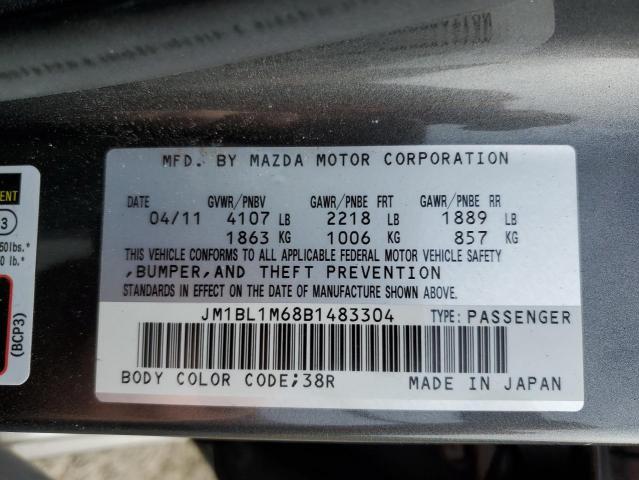 MFD. BY MAZDA MOTOR CORPORATION
DATE GVWR/PNBV GAWR/PNBE FRT GAWR/PNBE RR
04/11 4107 LB 2218 LB 1889 LB
1863 KG 1006 KG 857 KG
THIS VEHICLE CONFORMS TO ALL APPLICABLE FEDERAL MOTOR VEHICLE SAFETY
,BUMPER,AND THEFT PREVENTION
STANDARDS IN EFFECT ON THE DATE OF MANUFACTURE SHOWN ABOVE.
JM1BL1M68B1483304 TYPE: PASSENGER
BODY COLOR CODE;38R MADE IN JAPAN
3
lbs.*
lb.*
(BCP3)